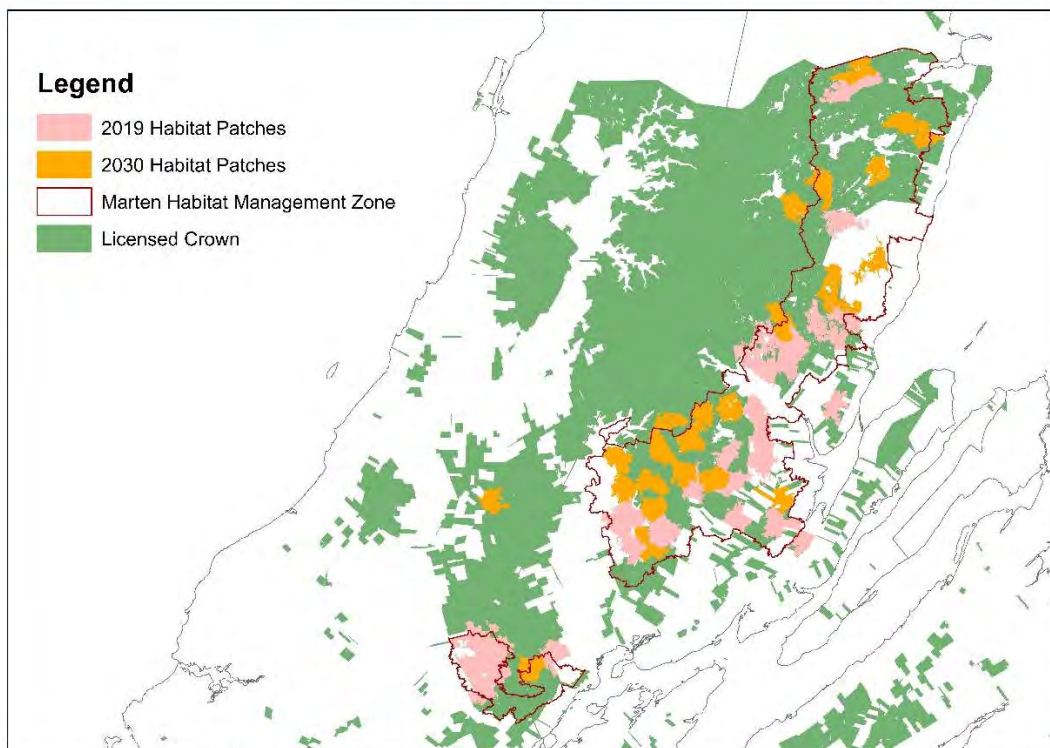 Legend
2019 Habitat Patches
2030 Habitat Patches
Marten Habitat Management Zone
Licensed Crown